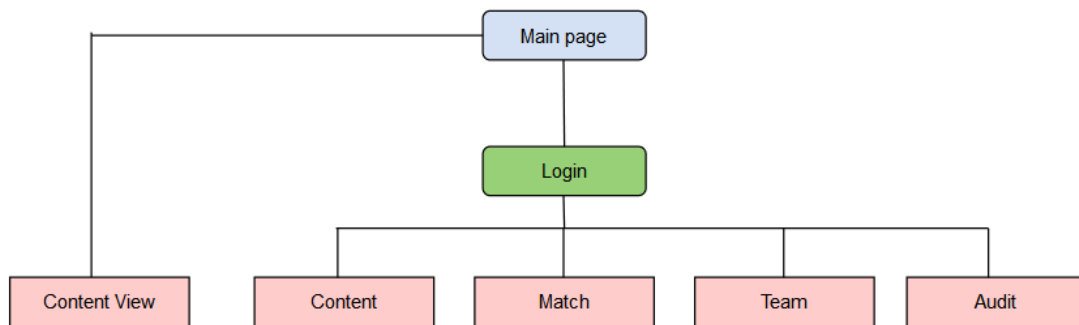 Main page
Login
Content View
Content
Match
Team
Audit